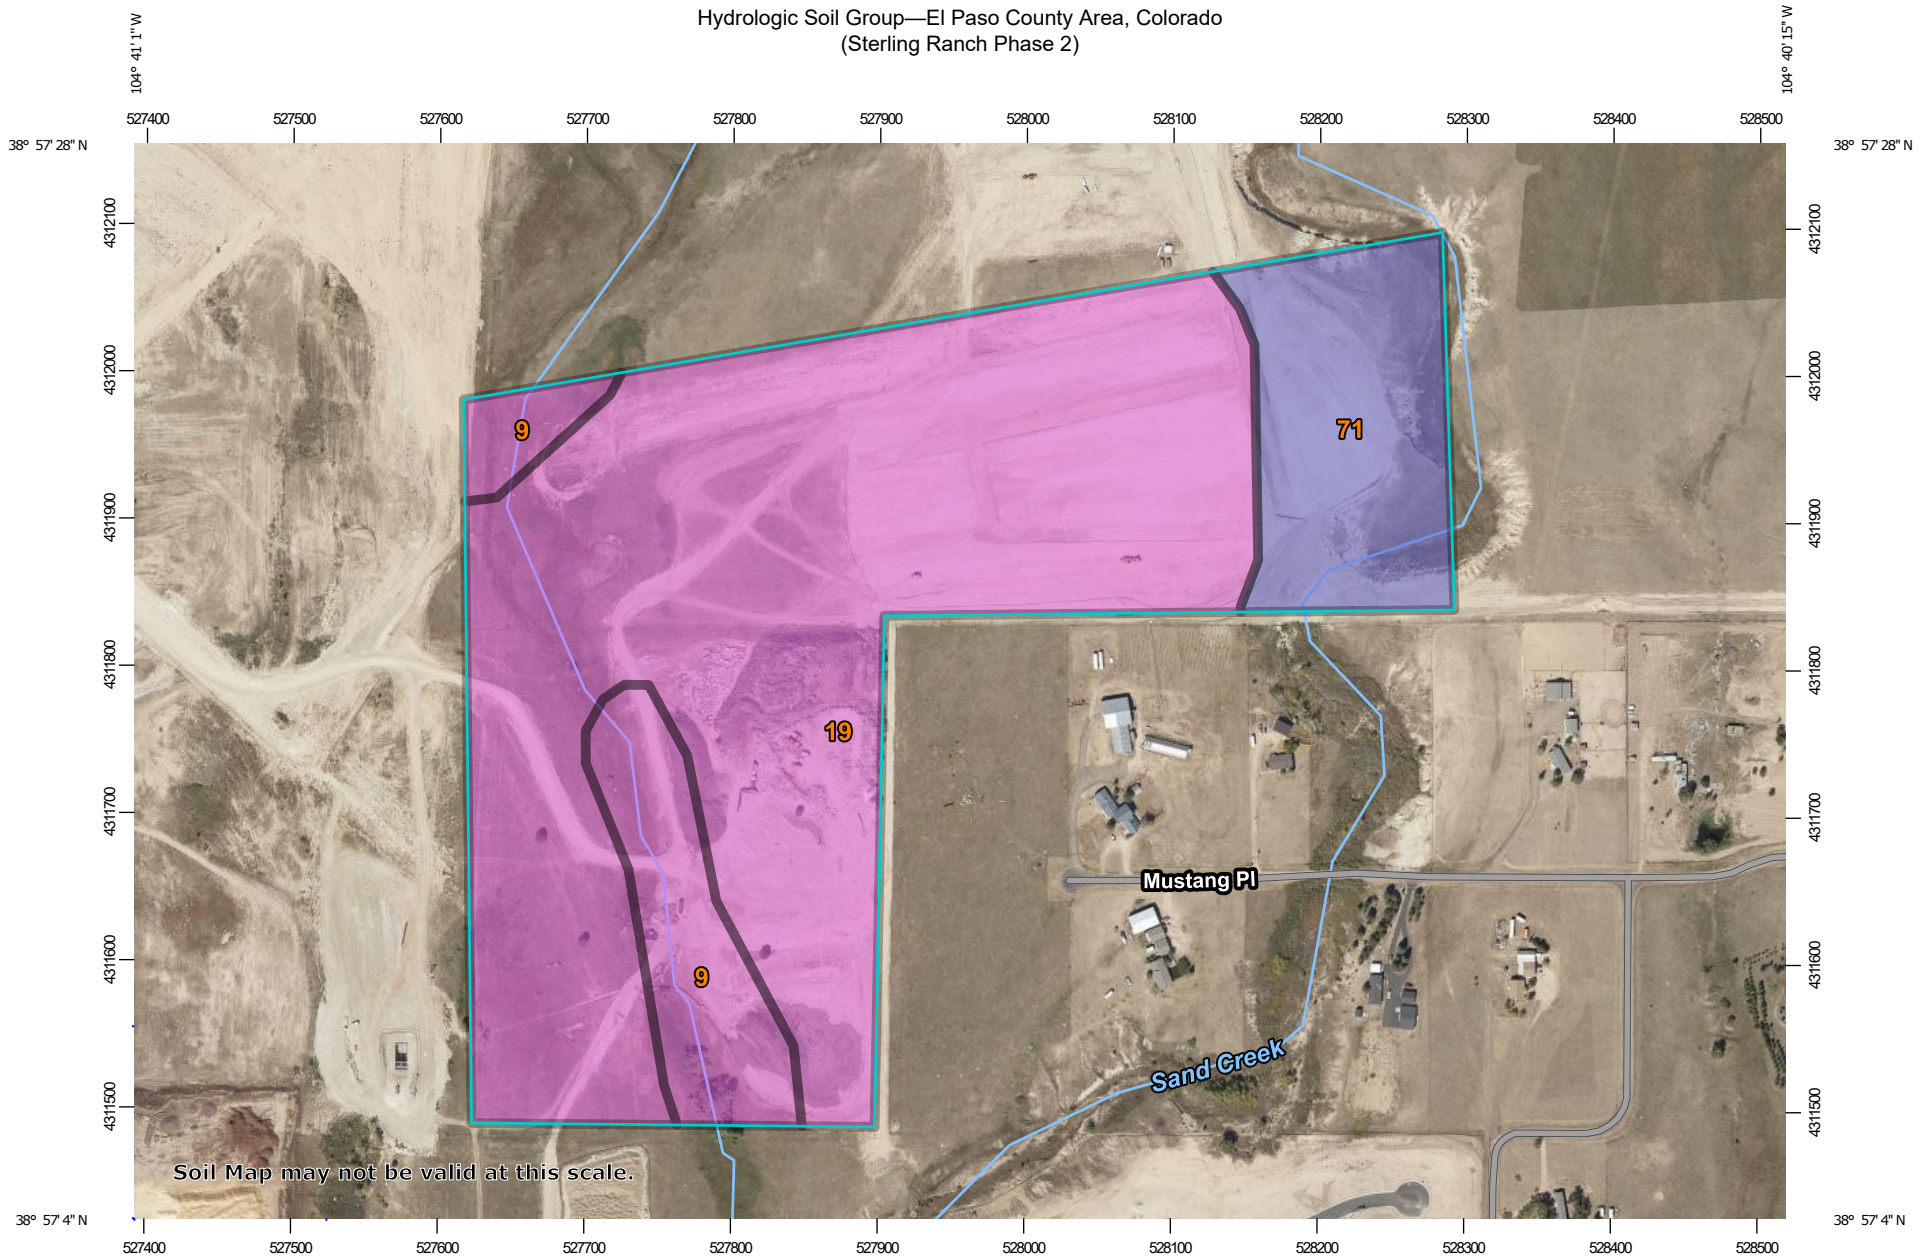 Hydrologic Soil Group—El Paso County Area, Colorado
(Sterling Ranch Phase 2)
104° 41' 1" W
104° 40' 15" W
527400 527500 527600 527700 527800 527900 528000 528100 528200 528300 528400 528500
38° 57' 28" N
38° 57' 28" N
4312100
4312100
4312000
4312000
9
71
4311900
4311900
4311800
4311800
19
4311700
4311700
Mustang Pl
4311600
4311600
9
Sand Creek
4311500
4311500
Soil Map may not be valid at this scale.
38° 57' 4" N
38° 57' 4" N
527400 527500 527600 527700 527800 527900 528000 528100 528200 528300 528400 528500